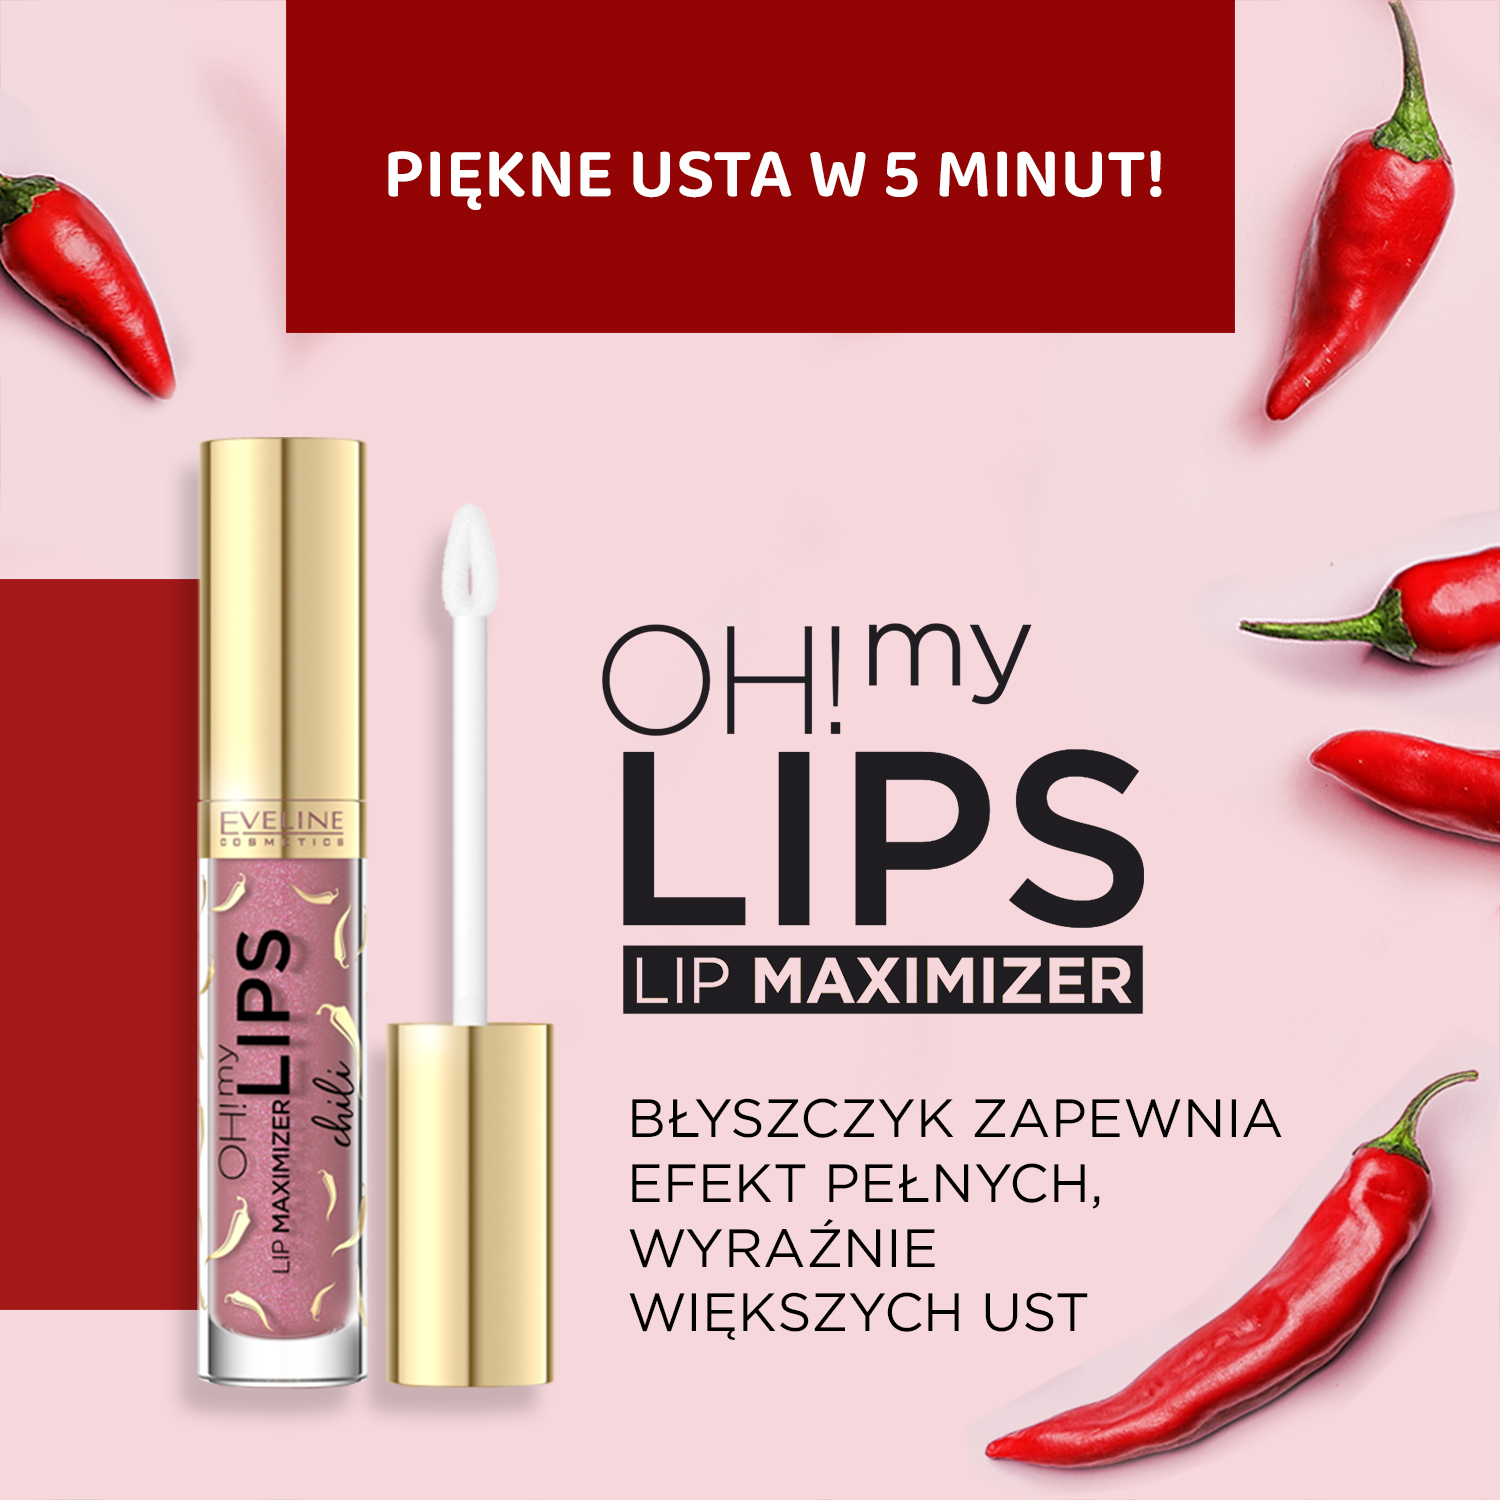 PIĘKNE USTA W 5 MINUT!
EVELINE
COSMETICS
OH! my
LIPS
LIP MAXIMIZER
chili
OH! my
LIPS
LIP MAXIMIZER
BŁYSZCZYK ZAPEWNIA
EFEKT PEŁNYCH,
WYRAŹNIE
WIĘKSZYCH UST